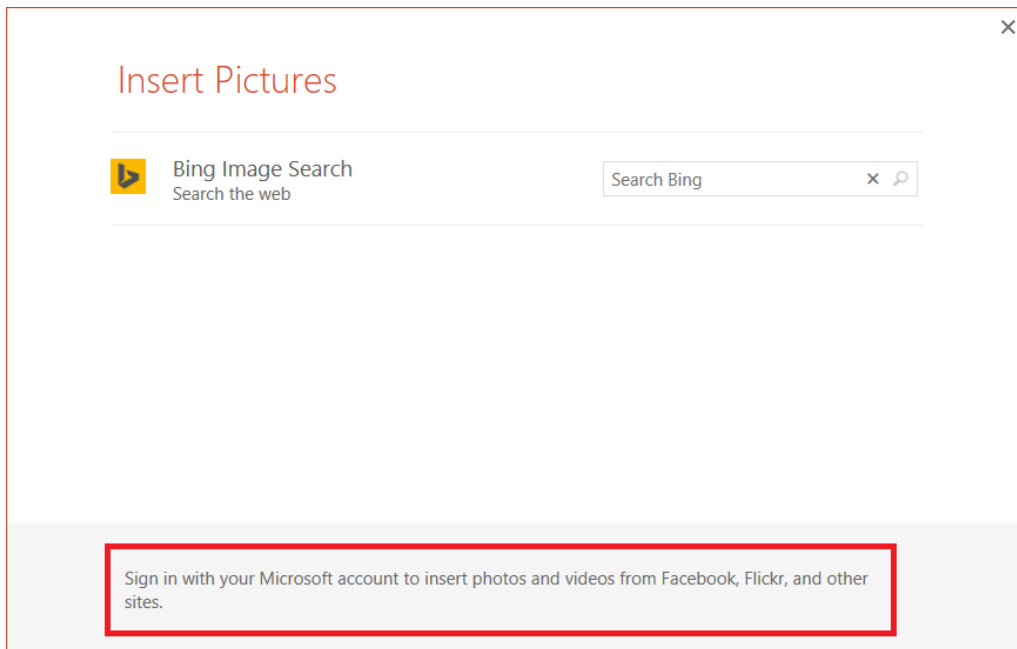 Insert Pictures
Bing Image Search
Search the web
Search Bing
Sign in with your Microsoft account to insert photos and videos from Facebook, Flickr, and other
sites.